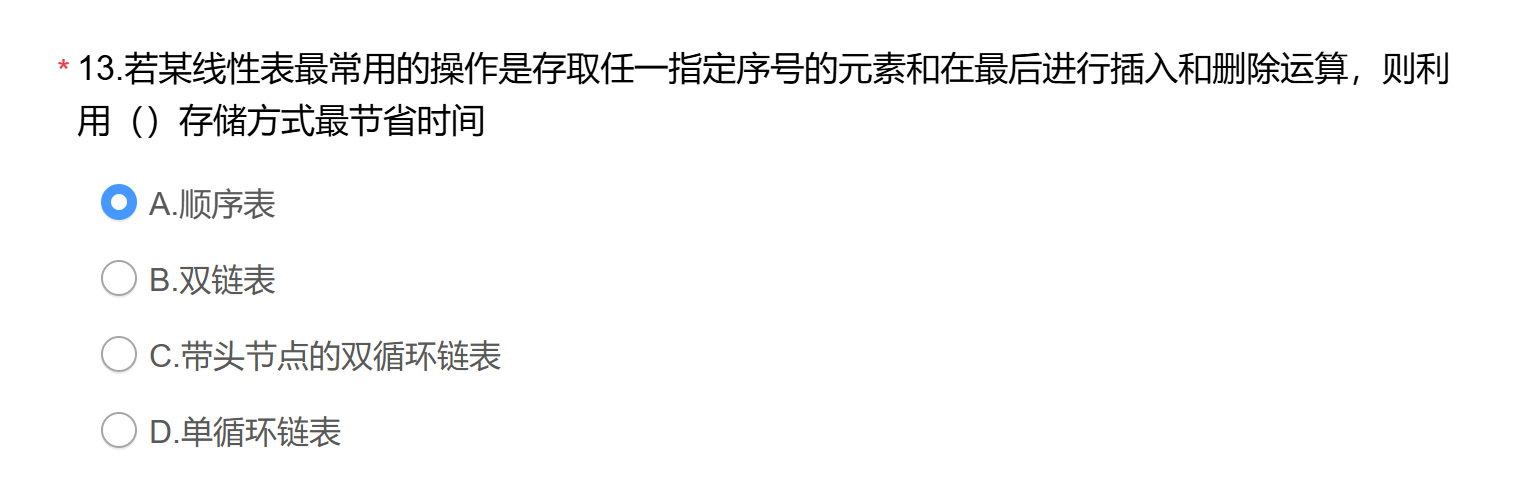 * 13.若某线性表最常用的操作是存取任一指定序号的元素和在最后进行插入和删除运算，则利
用（）存储方式最节省时间
A.顺序表
B.双链表
C.带头节点的双循环链表
D.单循环链表